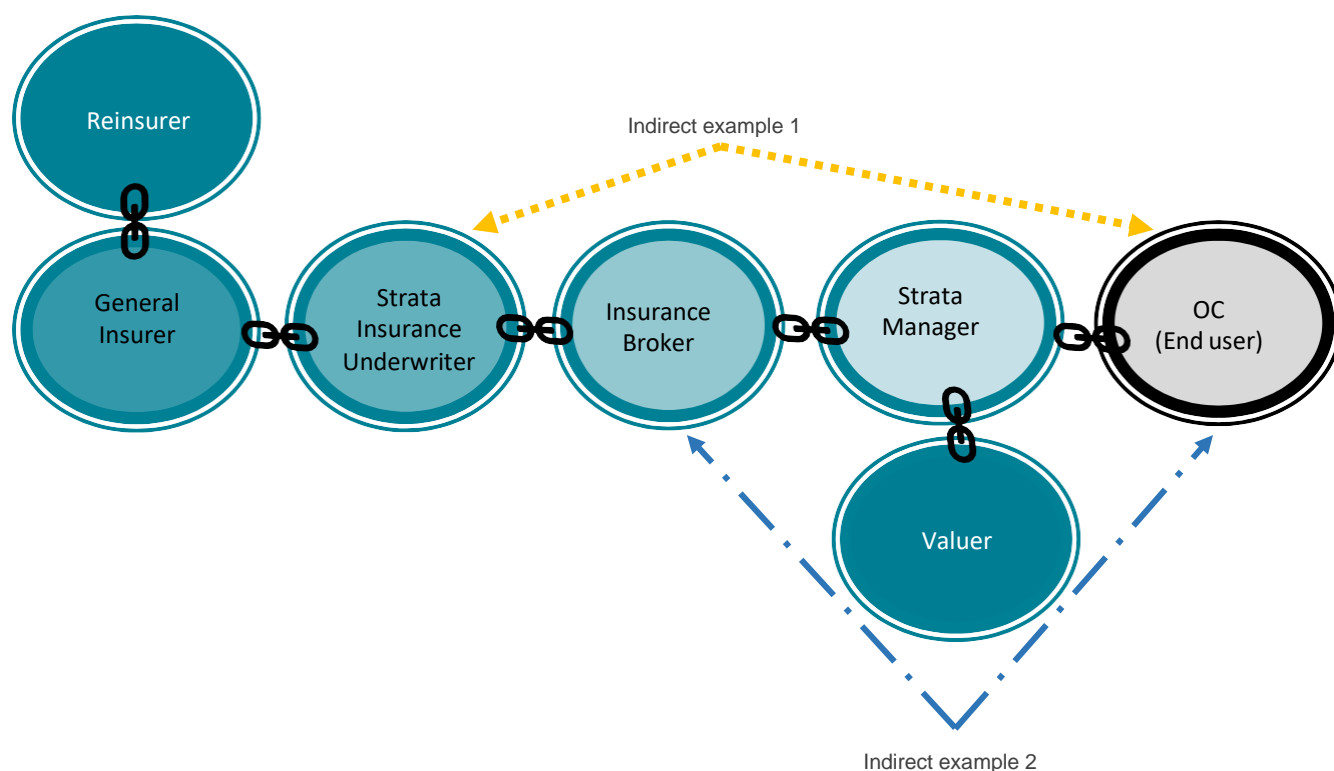 Reinsurer
Indirect example 1
General
Insurer
Strata
Insurance
Underwriter
Insurance
Broker
Strata
Manager
OC
(End user)
Valuer
Indirect example 2